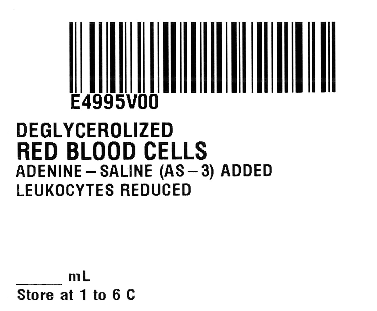 E4995V00
DEGLYCEROLIZED
RED BLOOD CELLS
ADENINE – SALINE (AS – 3) ADDED
LEUKOCYTES REDUCED
_____ mL
Store at 1 to 6 C